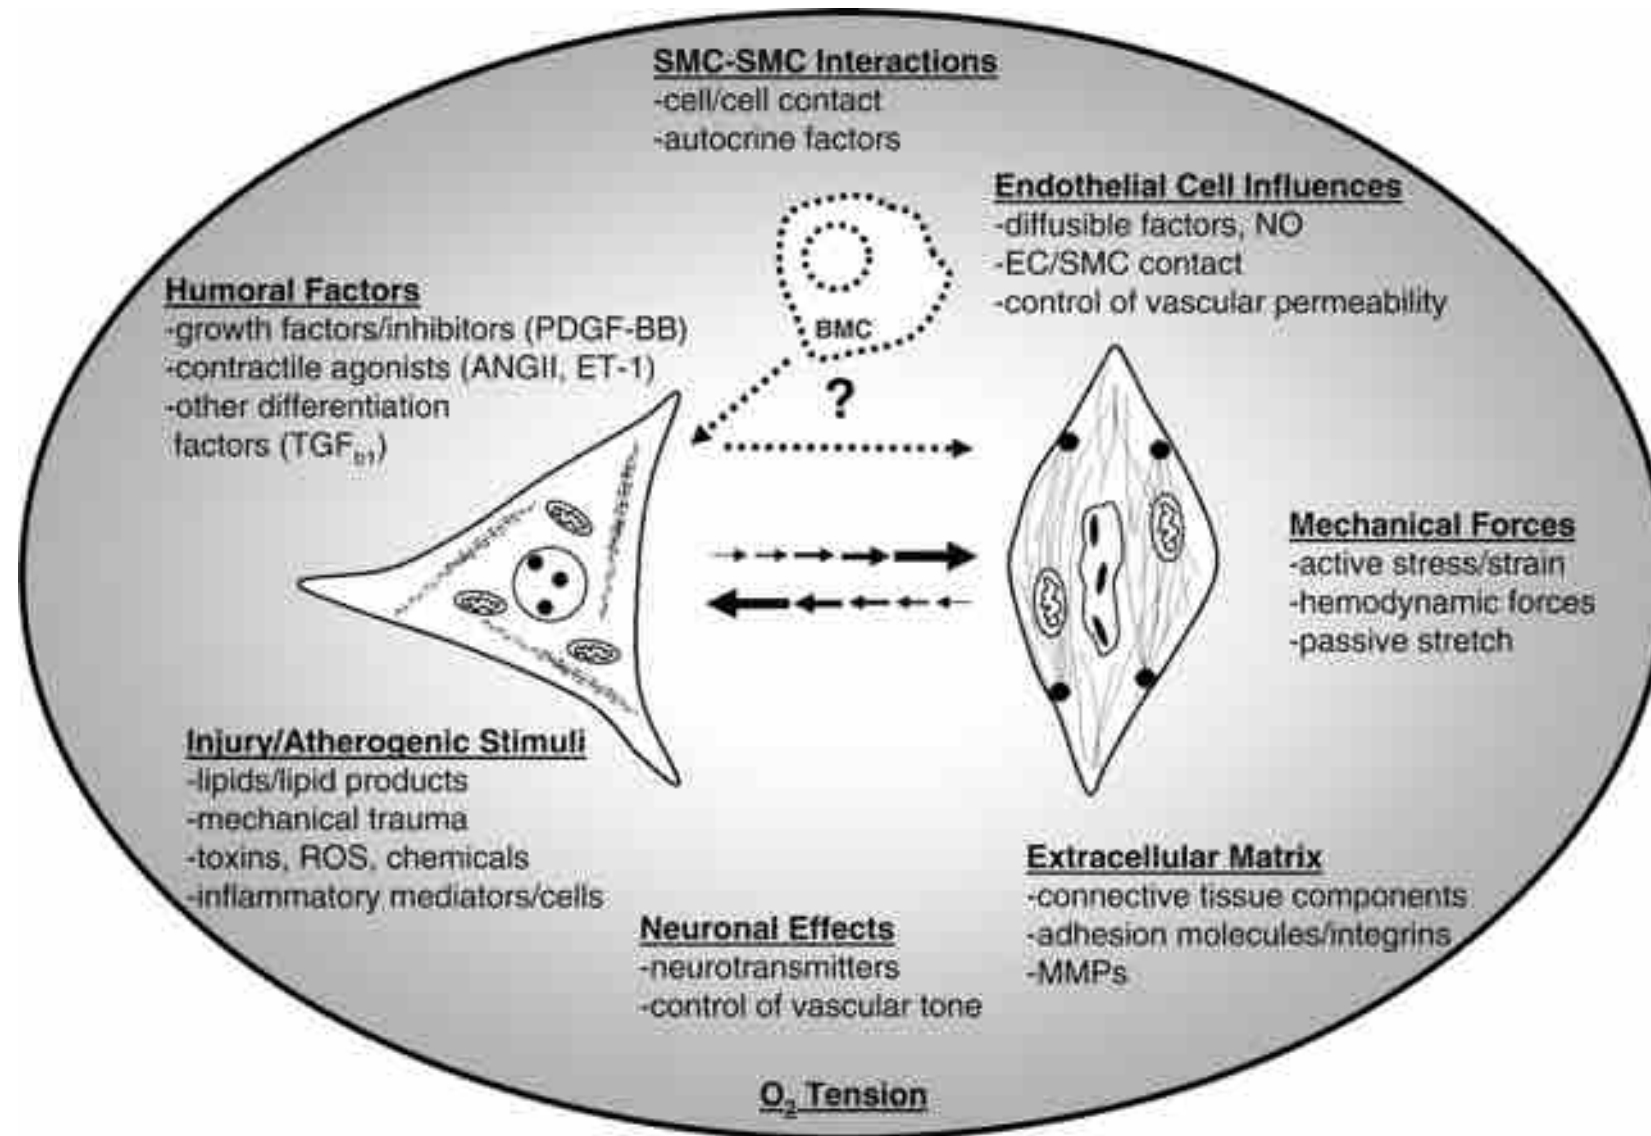 SMC-SMC Interactions
-cell/cell contact
-autocrine factors
Endothelial Cell Influences
-diffusible factors, NO
-EC/SMC contact
-control of vascular permeability
Humoral Factors
-growth factors/inhibitors (PDGF-BB)
-contractile agonists (ANGII, ET-1)
-other differentiation
factors (TGFb1)
BMC
?
Mechanical Forces
-active stress/strain
-hemodynamic forces
-passive stretch
Injury/Atherogenic Stimuli
-lipids/lipid products
-mechanical trauma
-toxins, ROS, chemicals
-inflammatory mediators/cells
Extracellular Matrix
-connective tissue components
-adhesion molecules/integrins
-MMPs
Neuronal Effects
-neurotransmitters
-control of vascular tone
O2 Tension